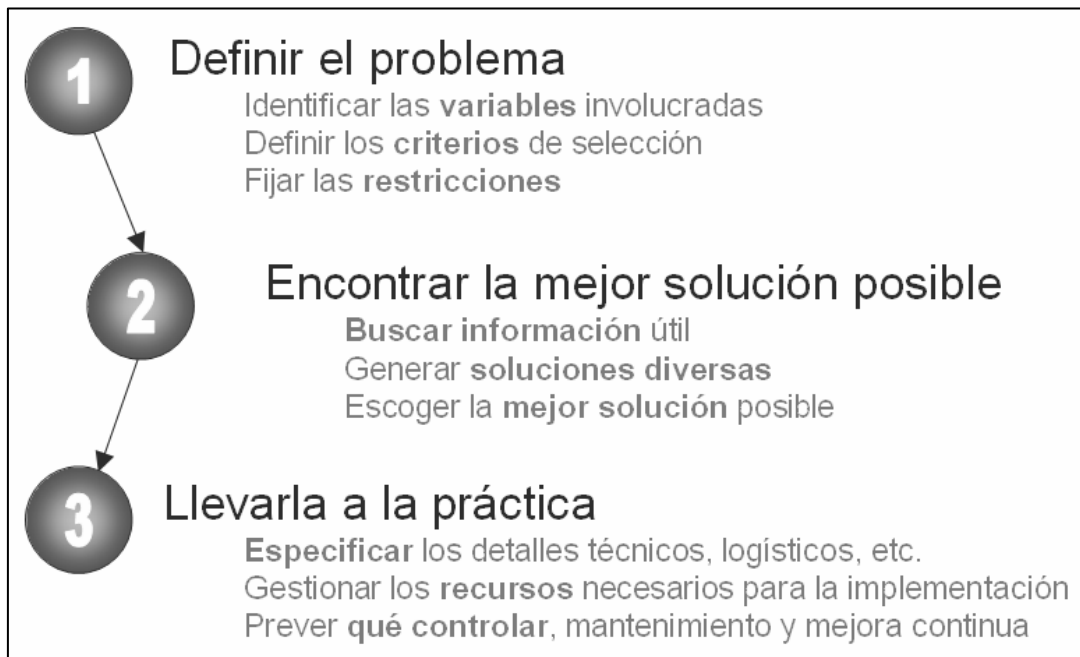 1
Definir el problema
Identificar las variables involucradas
Definir los criterios de selección
Fijar las restricciones
2
Encontrar la mejor solución posible
Buscar información útil
Generar soluciones diversas
Escoger la mejor solución posible
3
Llevarla a la práctica
Especificar los detalles técnicos, logísticos, etc.
Gestionar los recursos necesarios para la implementación
Prever qué controlar, mantenimiento y mejora continua